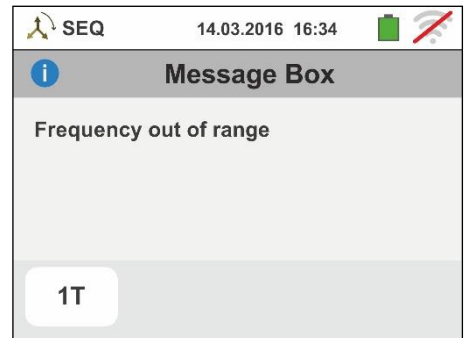 SEQ 14.03.2016 16:34
Message Box
Frequency out of range
1T